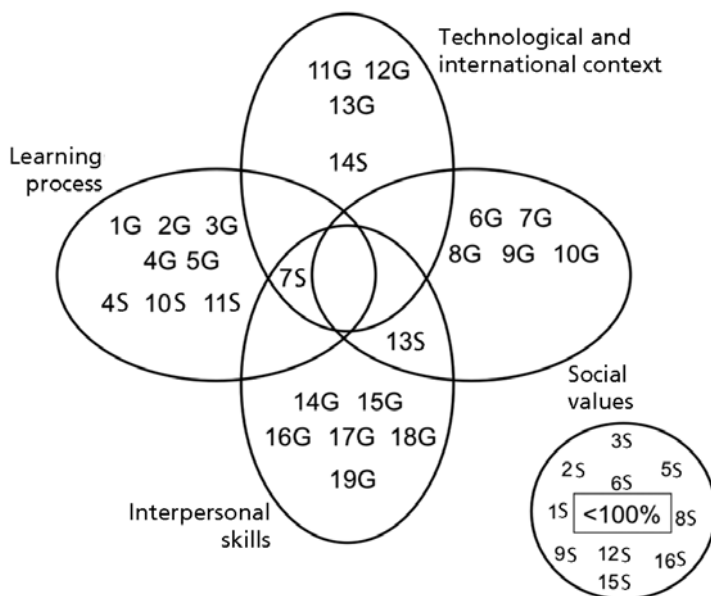 Technological and
international context
11G 12G
13G
14S
Learning
process
1G 2G 3G
4G 5G
4S 10S 11S
6G 7G
8G 9G 10G
7S
13S
Social
values
14G 15G
16G 17G 18G
19G
Interpersonal
skills
3S
2S 5S
6S
1S <100% 8S
9S 12S 16S
15S